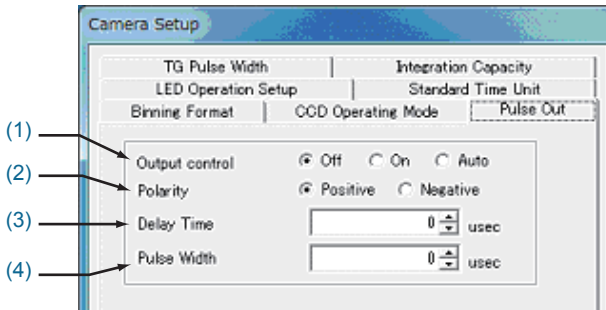 Camera Setup
TG Pulse Width Integration Capacity
LED Operation Setup Standard Time Unit
Binning Format CCD Operating Mode Pulse Out
(1) Output control Off On Auto
(2) Polarity Positive Negative
(3) Delay Time 0 usec
(4) Pulse Width 0 usec